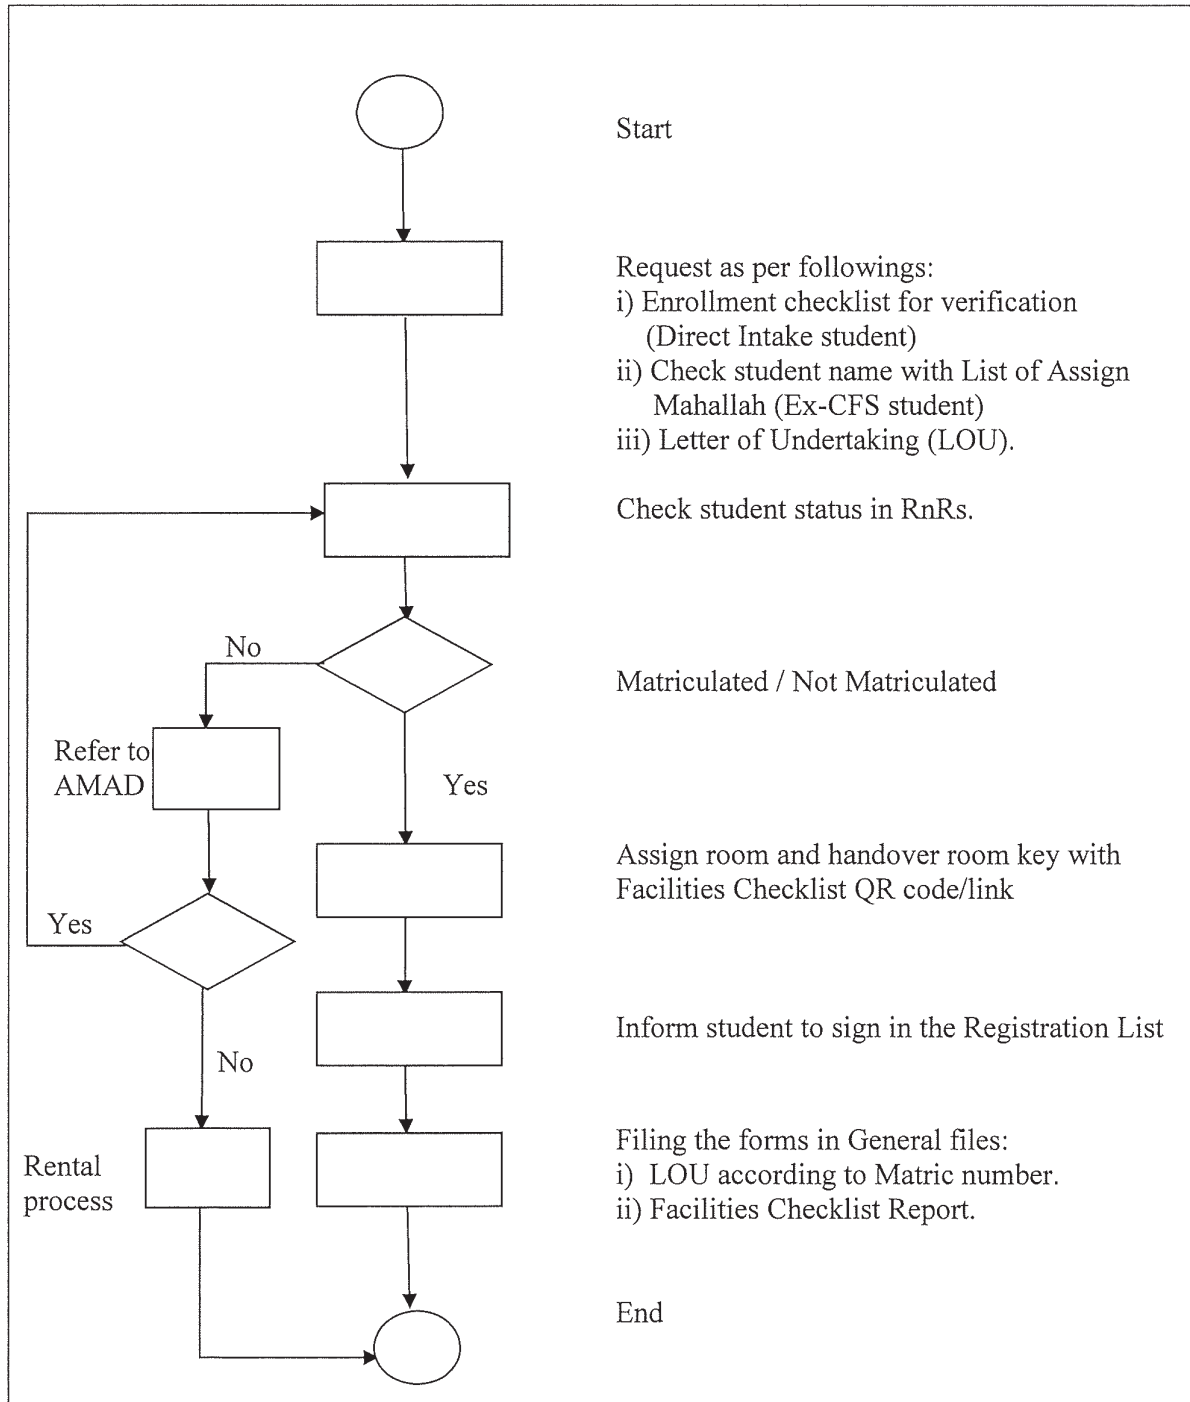 Start
Request as per followings:
i) Enrollment checklist for verification
(Direct Intake student)
ii) Check student name with List of Assign
Mahallah (Ex-CFS student)
iii) Letter of Undertaking (LOU).
Check student status in RnRs.
No
Matriculated / Not Matriculated
Refer to
AMAD
Yes
Assign room and handover room key with
Facilities Checklist QR code/link
Yes
Inform student to sign in the Registration List
No
Filing the forms in General files:
i) LOU according to Matric number.
ii) Facilities Checklist Report.
Rental
process
End